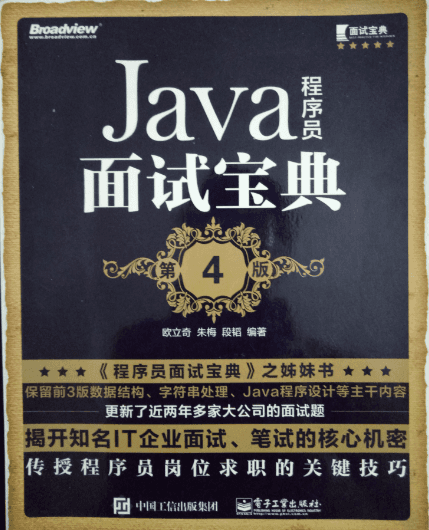 Broadview®
www.broadview.com.cn
面试宝典
Java程序员
面试宝典
第4版
欧立奇 朱梅 段韬 编著
★★★《程序员面试宝典》之姊妹书★★★
保留前3版数据结构、字符串处理、Java程序设计等主干内容
更新了近两年多家大公司的面试题
揭开知名IT企业面试、笔试的核心机密
传授程序员岗位求职的关键技巧
中国工信出版集团
电子工业出版社